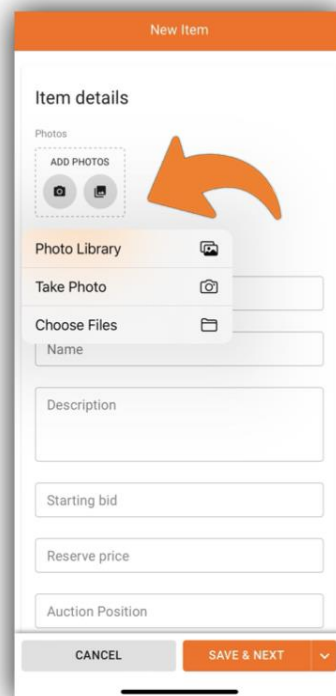 New Item
Item details
Photos
ADD PHOTOS
Photo Library
Take Photo
Choose Files
Name
Description
Starting bid
Reserve price
Auction Position
CANCEL
SAVE & NEXT